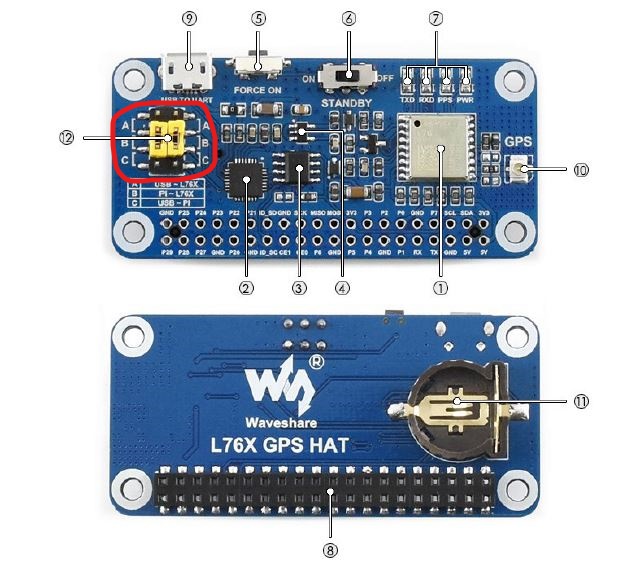 ⑨ ⑤ ⑥ ⑦
ON OFF
USB TO UART FORCE ON STANDBY TXD RXD PPS PWR
⑫ A A
B B
C C
GPS
⑩
①
A USB - L76X
B PI - L76X
C USB - PI
GND P25 P24 P23 P22 P21 ID_SD GND SCK MISO MOSI 3V3 P3 P2 GND P0 GND P7 SCL SDA 3V3
P29 P28 P27 P26 GND ID_SC CE1 CE0 P6 GND P5 P4 GND P1 RX TX GND 5V 5V
② ③ ④ ①
®
Waveshare
L76X GPS HAT
⑪
⑧